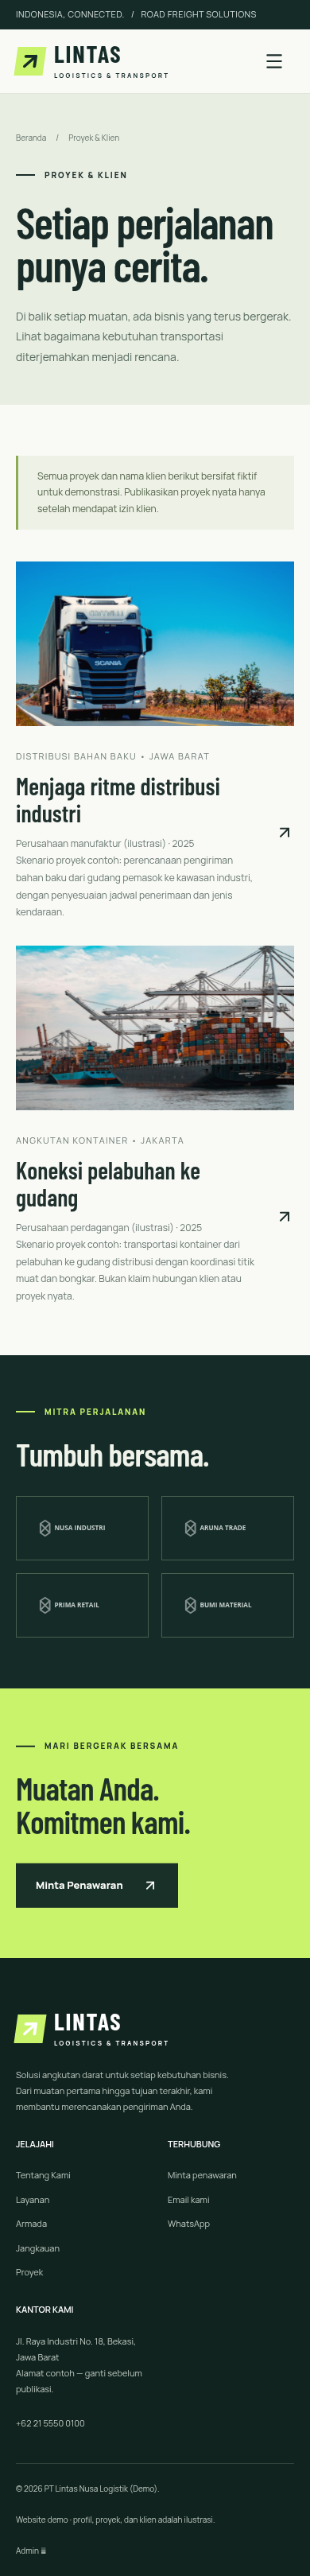 INDONESIA, CONNECTED. / ROAD FREIGHT SOLUTIONS
LINTAS
LOGISTICS & TRANSPORT
Beranda / Proyek & Klien
PROYEK & KLIEN
Setiap perjalanan
punya cerita.
Di balik setiap muatan, ada bisnis yang terus bergerak.
Lihat bagaimana kebutuhan transportasi
diterjemahkan menjadi rencana.
Semua proyek dan nama klien berikut bersifat fiktif
untuk demonstrasi. Publikasikan proyek nyata hanya
setelah mendapat izin klien.
SCANIA
DISTRIBUSI BAHAN BAKU • JAWA BARAT
Menjaga ritme distribusi
industri
Perusahaan manufaktur (ilustrasi) · 2025
Skenario proyek contoh: perencanaan pengiriman
bahan baku dari gudang pemasok ke kawasan industri,
dengan penyesuaian jadwal penerimaan dan jenis
kendaraan.
ANGKUTAN KONTAINER • JAKARTA
Koneksi pelabuhan ke
gudang
Perusahaan perdagangan (ilustrasi) · 2025
Skenario proyek contoh: transportasi kontainer dari
pelabuhan ke gudang distribusi dengan koordinasi titik
muat dan bongkar. Bukan klaim hubungan klien atau
proyek nyata.
MITRA PERJALANAN
Tumbuh bersama.
NUSA INDUSTRI
ARUNA TRADE
PRIMA RETAIL
BUMI MATERIAL
MARI BERGERAK BERSAMA
Muatan Anda.
Komitmen kami.
Minta Penawaran
LINTAS
LOGISTICS & TRANSPORT
Solusi angkutan darat untuk setiap kebutuhan bisnis.
Dari muatan pertama hingga tujuan terakhir, kami
membantu merencanakan pengiriman Anda.
JELAJAHI
Tentang Kami
Layanan
Armada
Jangkauan
Proyek
TERHUBUNG
Minta penawaran
Email kami
WhatsApp
KANTOR KAMI
Jl. Raya Industri No. 18, Bekasi,
Jawa Barat
Alamat contoh — ganti sebelum
publikasi.
+62 21 5550 0100
© 2026 PT Lintas Nusa Logistik (Demo).
Website demo · profil, proyek, dan klien adalah ilustrasi.
Admin